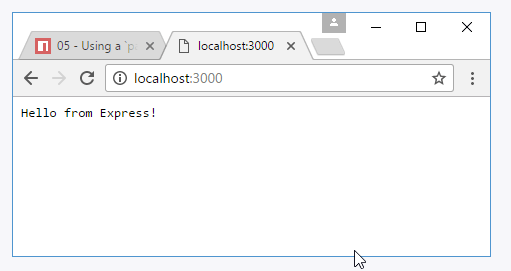 05 - Using a `p
localhost:3000
localhost:3000
Hello from Express!